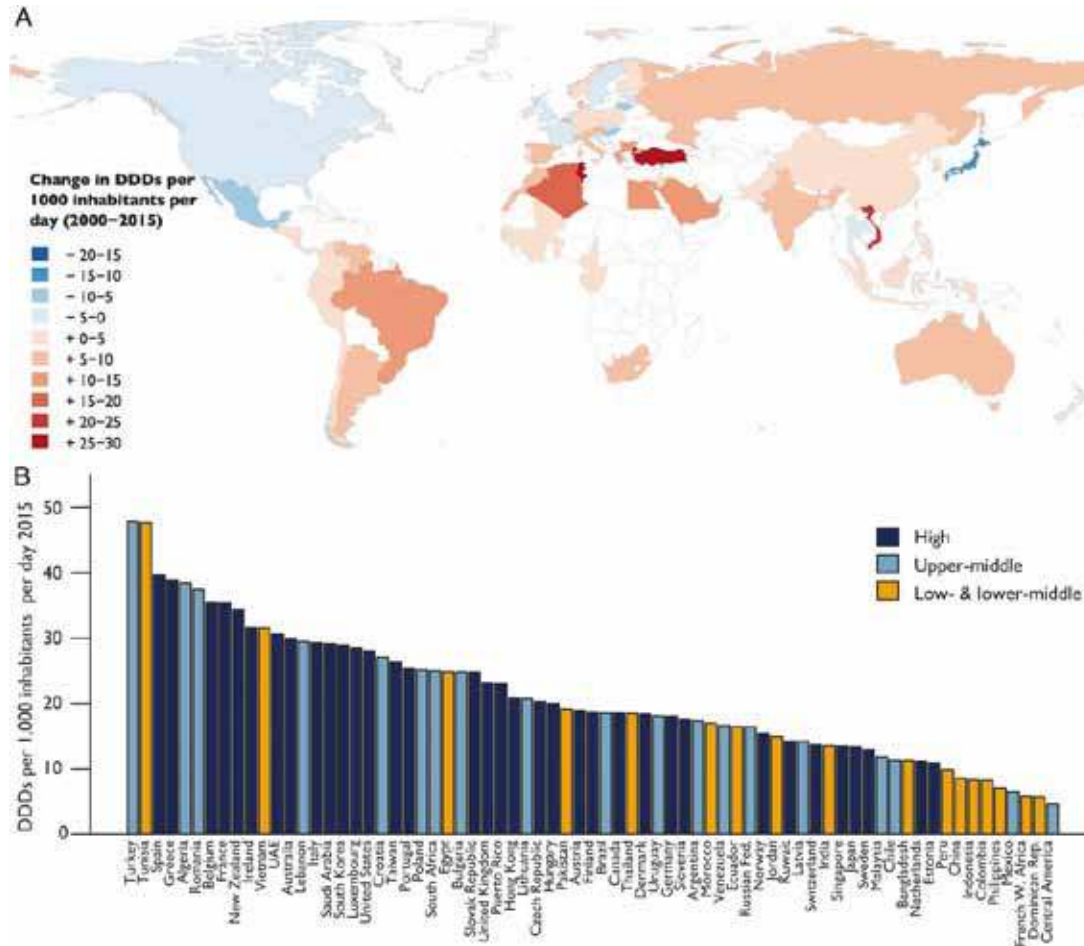 A
Change in DDDs per
1000 inhabitants per
day (2000–2015)
− 20-15
− 15-10
− 10-5
− 5-0
+ 0-5
+ 5-10
+ 10-15
+ 15-20
+ 20-25
+ 25-30
B
DDDs per 1,000 inhabitants per day 2015
50
40
30
20
10
0
High
Upper-middle
Low- & lower-middle
Turkey
Tunisia
Spain
Greece
Algeria
Romania
Belgium
France
New Zealand
Ireland
Vietnam
UAE
Australia
Lebanon
Italy
Saudi Arabia
South Korea
Luxembourg
United States
Croatia
Taiwan
Portugal
Poland
South Africa
Egypt
Bulgaria
Slovak Republic
United Kingdom
Puerto Rico
Hong Kong
Lithuania
Czech Republic
Hungary
Pakistan
Austria
Finland
Brazil
Canada
Thailand
Denmark
Uruguay
Germany
Slovenia
Argentina
Morocco
Venezuela
Ecuador
Russian Fed.
Norway
Jordan
Kuwait
Latvia
Switzerland
India
Singapore
Japan
Sweden
Malaysia
Chile
Bangladesh
Netherlands
Estonia
Peru
China
Indonesia
Colombia
Philippines
Mexico
French W. Africa
Dominican Rep.
Central America